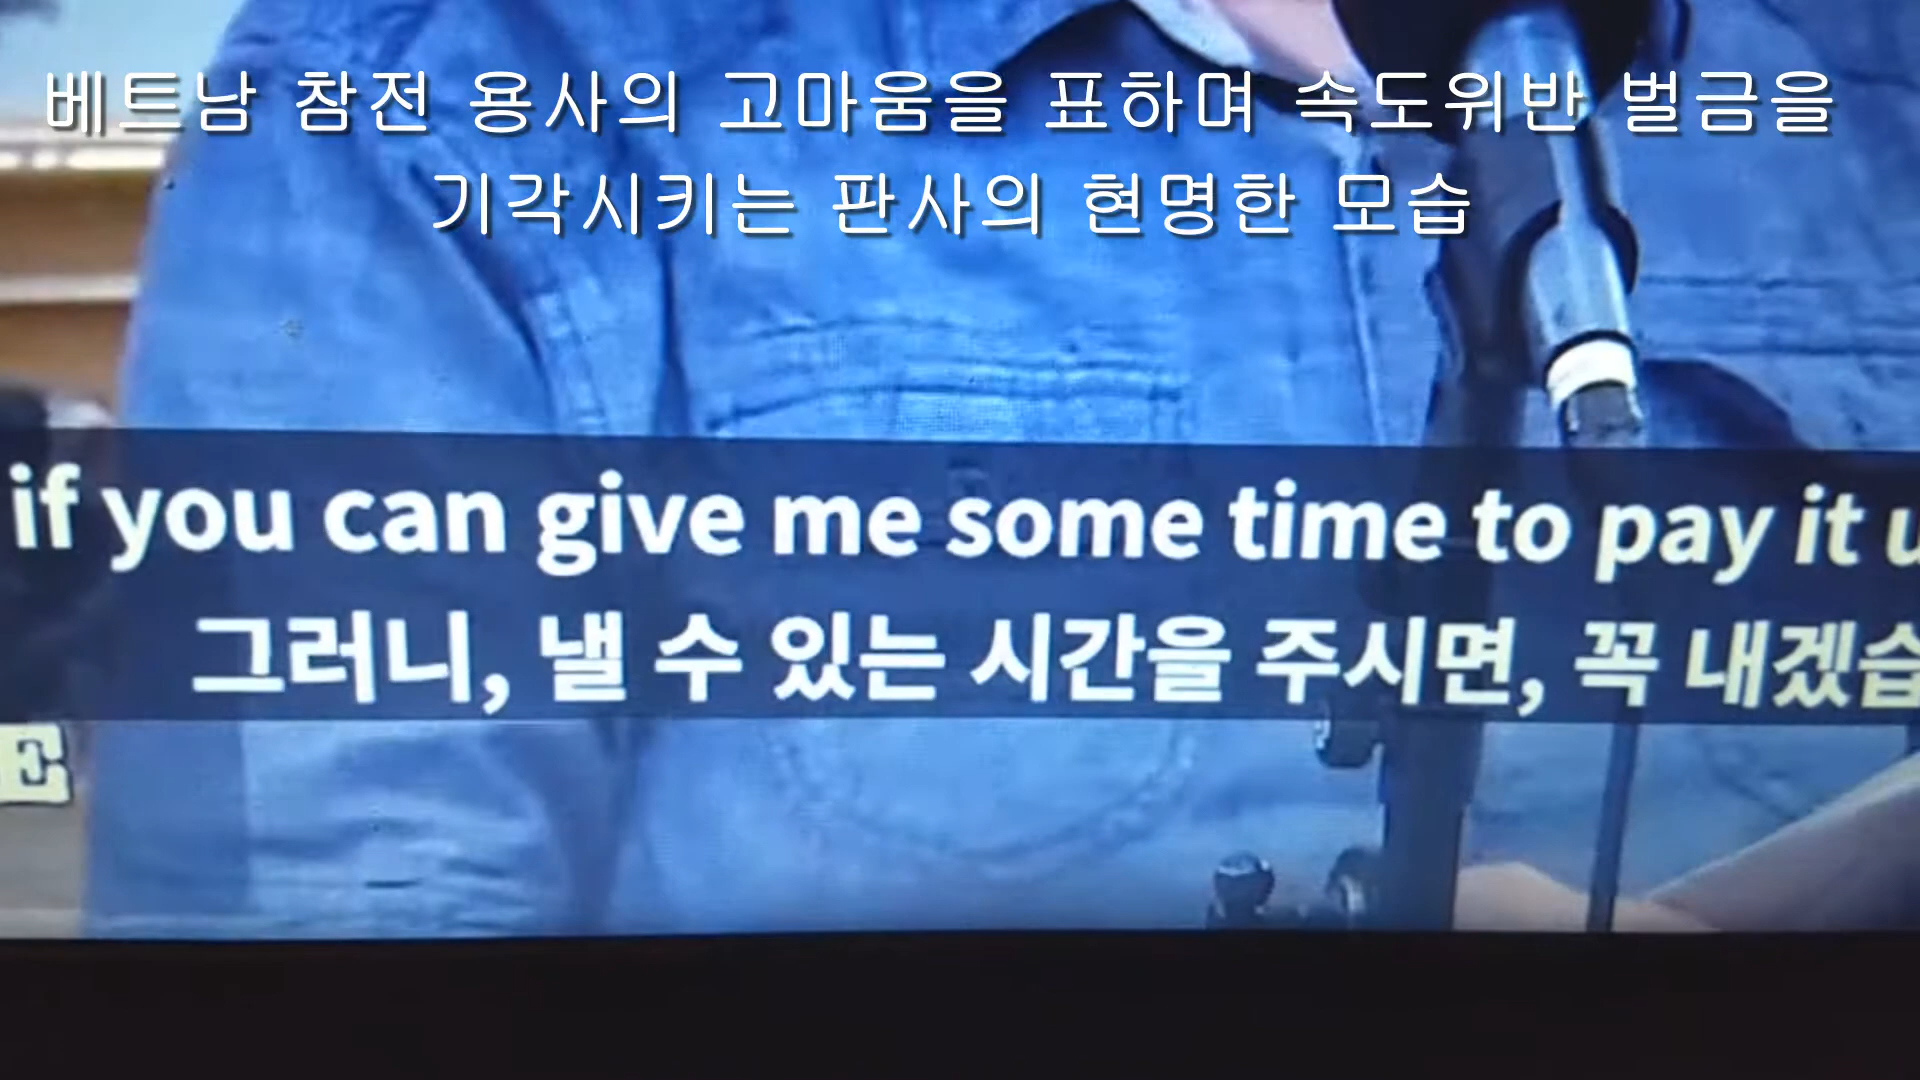 베트남 참전 용사의 고마움을 표하며 속도위반 벌금을
기각시키는 판사의 현명한 모습
if you can give me some time to pay it
그러니, 낼 수 있는 시간을 주시면, 꼭 내겠습
E